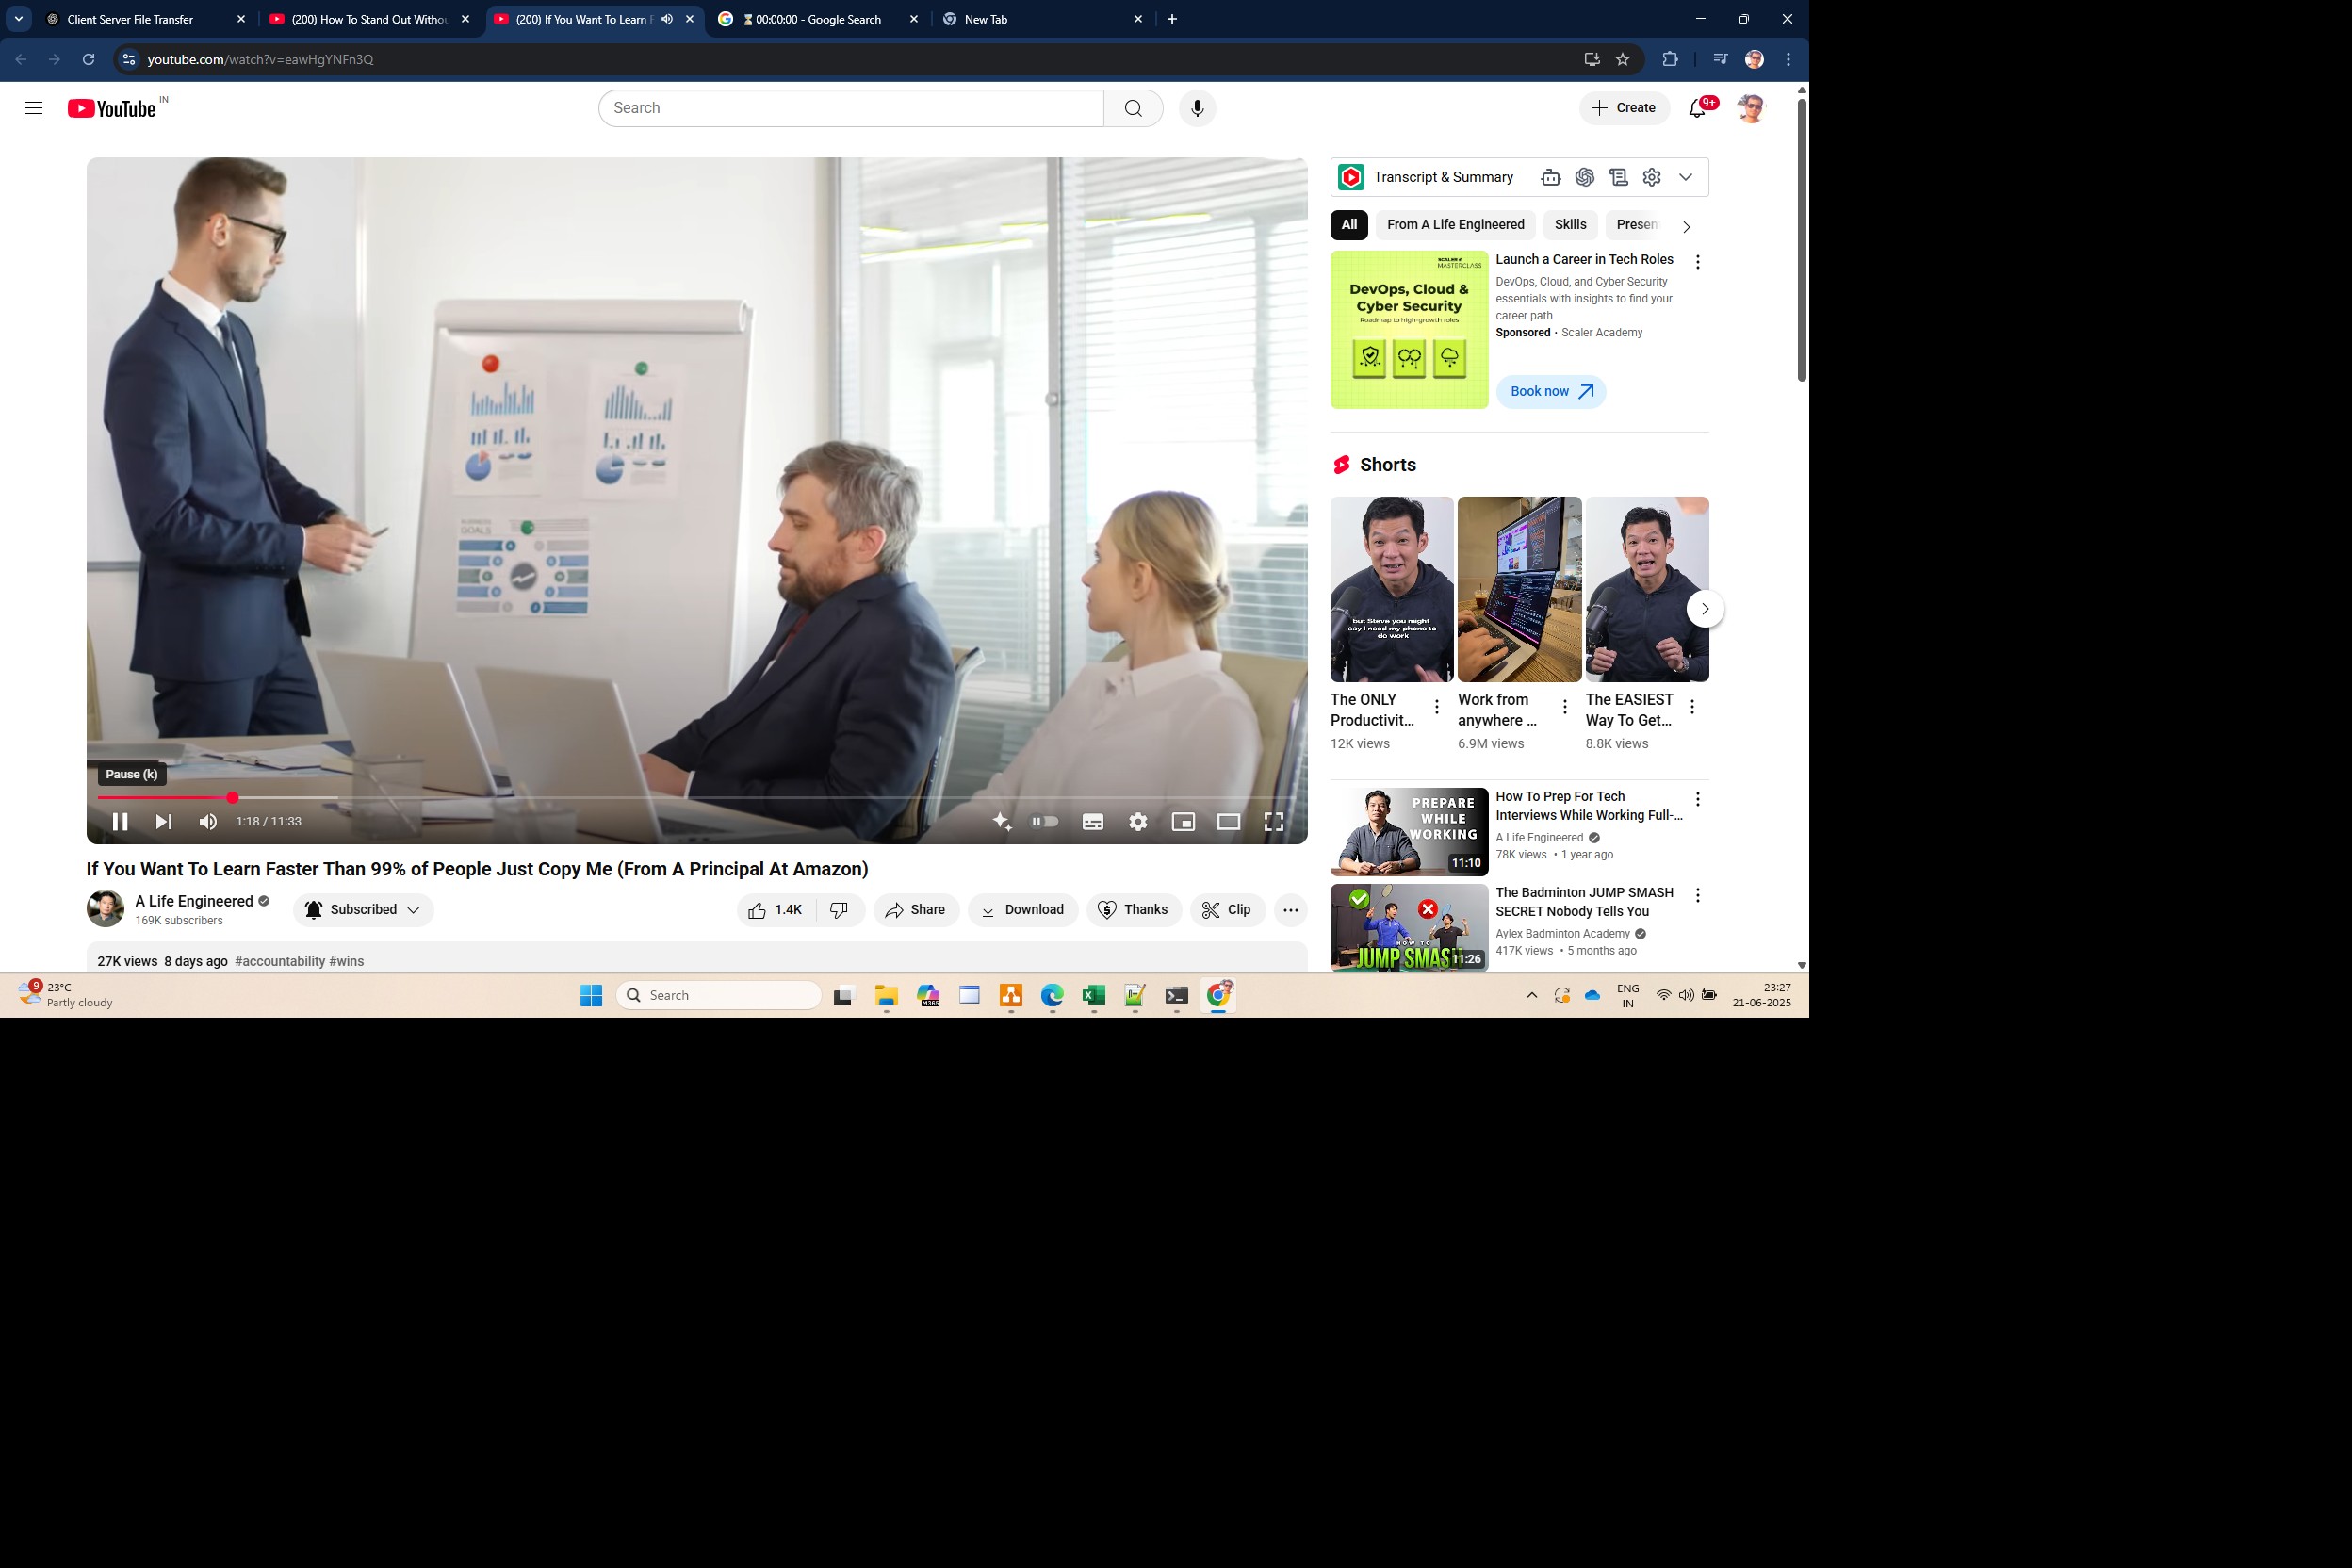 Client Server File Transfer
(200) How To Stand Out Withou
(200) If You Want To Learn F
⌛ 00:00:00 - Google Search
New Tab
youtube.com/watch?v=eawHgYNFn3Q
YouTube IN
Search
Create
9+
Transcript & Summary
All
From A Life Engineered
Skills
Presen
SCALER
MASTERCLASS
DevOps, Cloud &
Cyber Security
Roadmap to high-growth roles
Launch a Career in Tech Roles
DevOps, Cloud, and Cyber Security
essentials with insights to find your
career path
Sponsored · Scaler Academy
Book now
Shorts
BUSINESS
GOALS
but Steve you might
say I need my phone to
do work
The ONLY
Productivit...
12K views
Work from
anywhere ...
6.9M views
The EASIEST
Way To Get...
8.8K views
Pause (k)
1:18 / 11:33
PREPARE
WHILE
WORKING
11:10
How To Prep For Tech
Interviews While Working Full-...
A Life Engineered
78K views • 1 year ago
If You Want To Learn Faster Than 99% of People Just Copy Me (From A Principal At Amazon)
A Life Engineered
169K subscribers
Subscribed
1.4K
Share
Download
Thanks
Clip
HOW TO
JUMP SMASH
11:26
The Badminton JUMP SMASH
SECRET Nobody Tells You
Aylex Badminton Academy
417K views • 5 months ago
27K views 8 days ago #accountability #wins
9
23°C
Partly cloudy
Search
M365
ENG
IN
23:27
21-06-2025